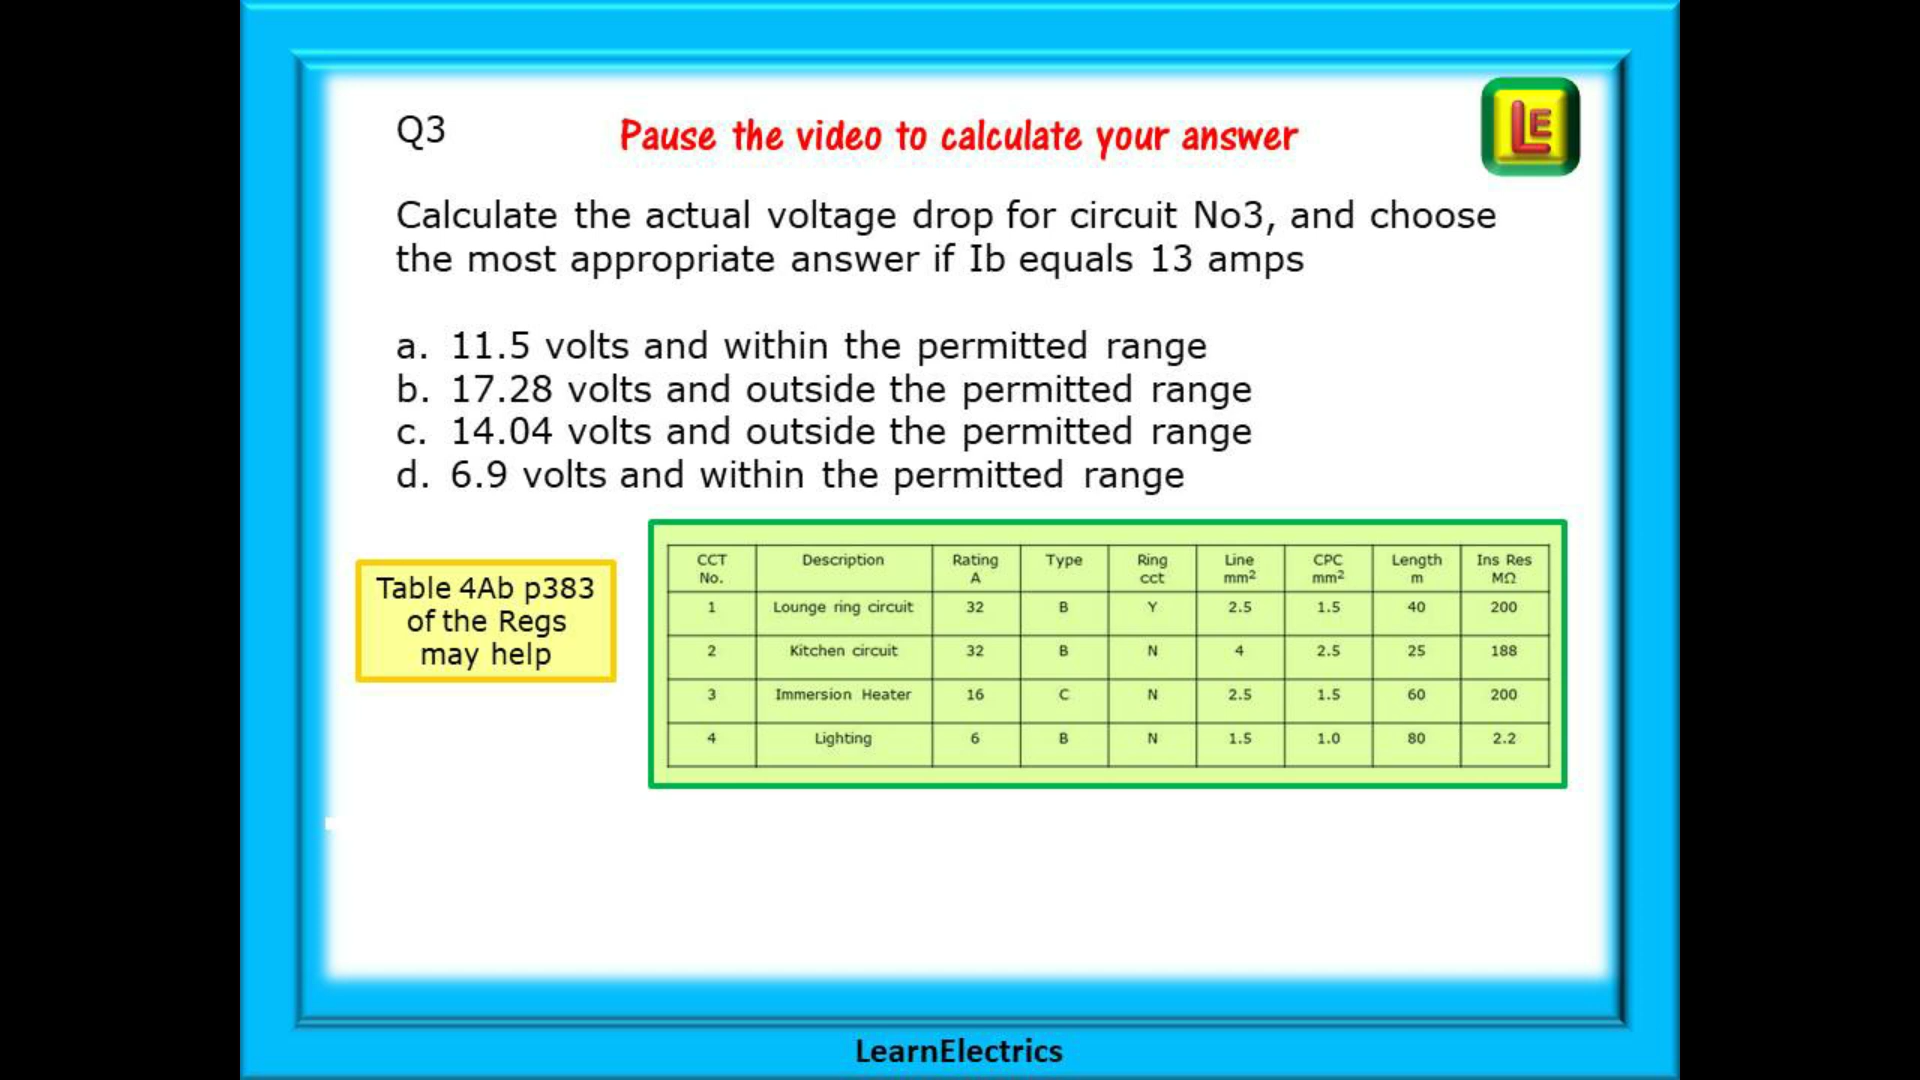 Q3
Pause the video to calculate your answer
LE
Calculate the actual voltage drop for circuit No3, and choose
the most appropriate answer if Ib equals 13 amps
a. 11.5 volts and within the permitted range
b. 17.28 volts and outside the permitted range
c. 14.04 volts and outside the permitted range
d. 6.9 volts and within the permitted range
Table 4Ab p383
of the Regs
may help
CCT No. Description Rating A Type Ring cct Line mm² CPC mm² Length m Ins Res MΩ
1 Lounge ring circuit 32 B Y 2.5 1.5 40 200
2 Kitchen circuit 32 B N 4 2.5 25 188
3 Immersion Heater 16 C N 2.5 1.5 60 200
4 Lighting 6 B N 1.5 1.0 80 2.2
LearnElectrics